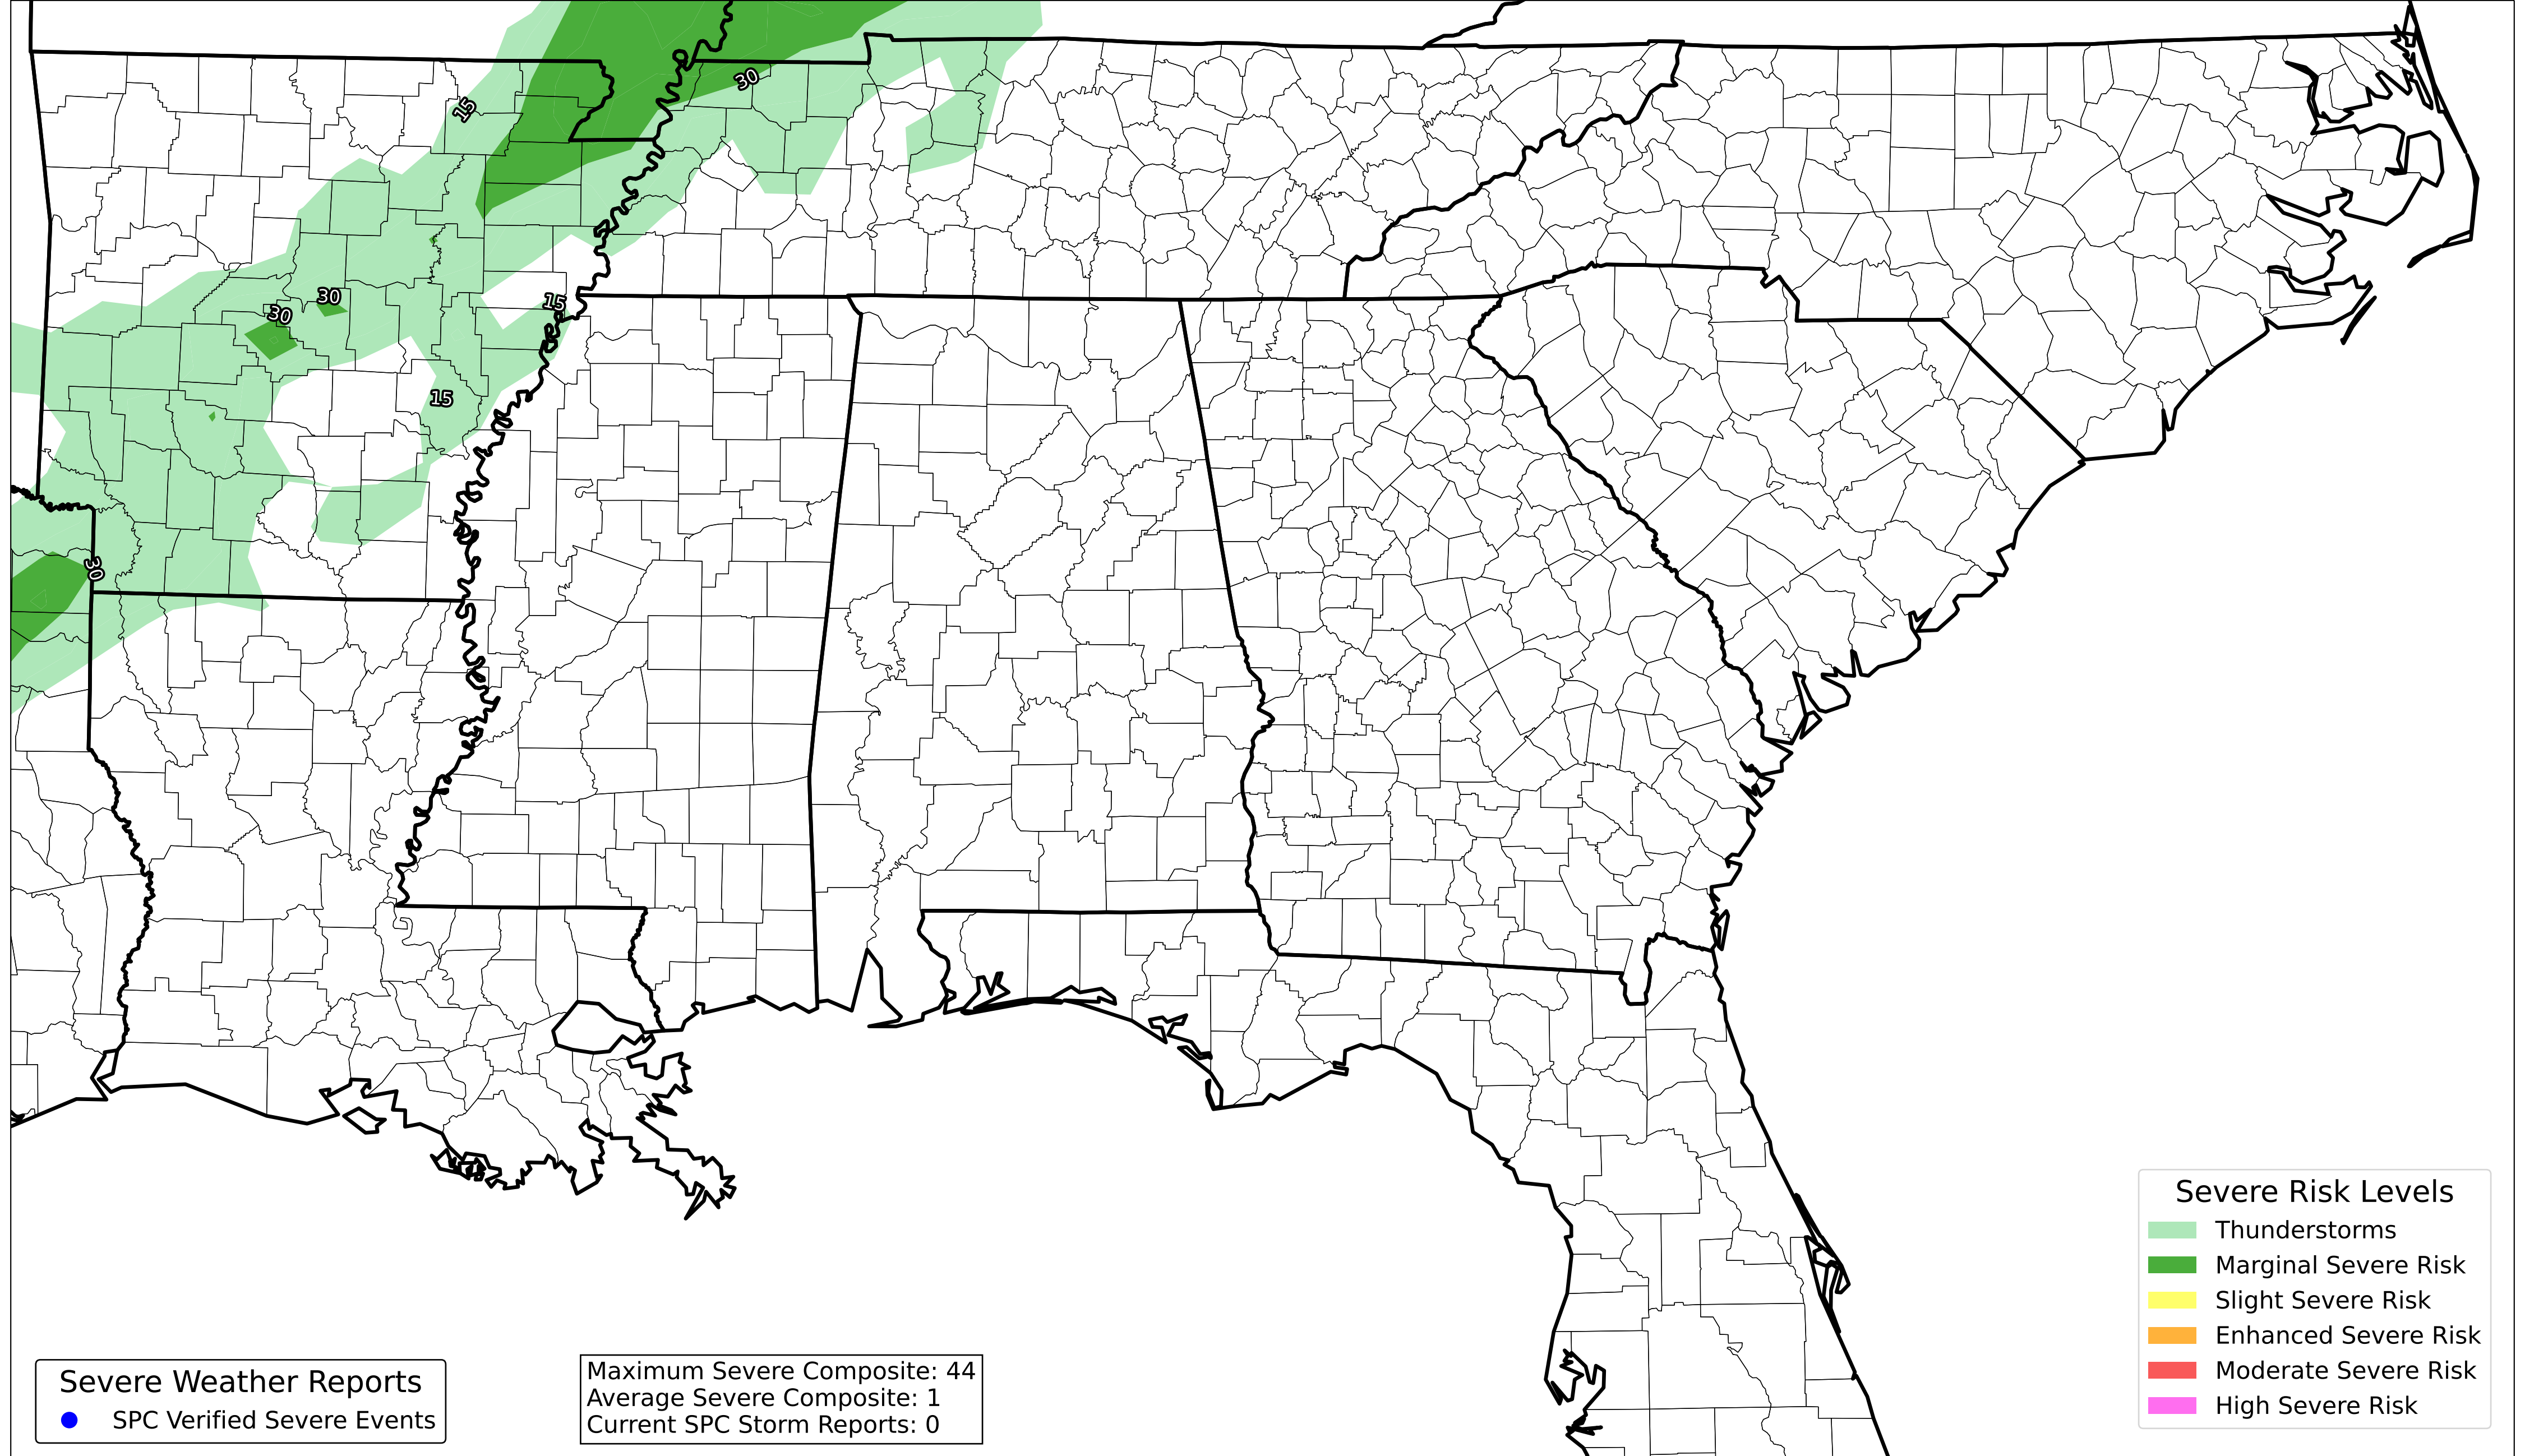 30
15
30
15
30
15
30
Severe Risk Levels
Thunderstorms
Marginal Severe Risk
Slight Severe Risk
Enhanced Severe Risk
Moderate Severe Risk
High Severe Risk
Severe Weather Reports
SPC Verified Severe Events
Maximum Severe Composite: 44
Average Severe Composite: 1
Current SPC Storm Reports: 0